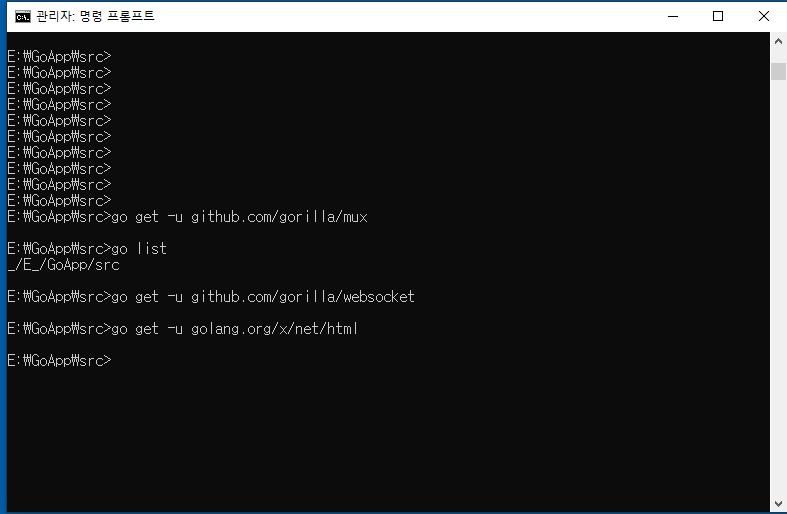 관리자: 명령 프롬프트
E:₩GoApp₩src>
E:₩GoApp₩src>
E:₩GoApp₩src>
E:₩GoApp₩src>
E:₩GoApp₩src>
E:₩GoApp₩src>
E:₩GoApp₩src>
E:₩GoApp₩src>
E:₩GoApp₩src>
E:₩GoApp₩src>
E:₩GoApp₩src>go get -u github.com/gorilla/mux
E:₩GoApp₩src>go list
_/E_/GoApp/src
E:₩GoApp₩src>go get -u github.com/gorilla/websocket
E:₩GoApp₩src>go get -u golang.org/x/net/html
E:₩GoApp₩src>